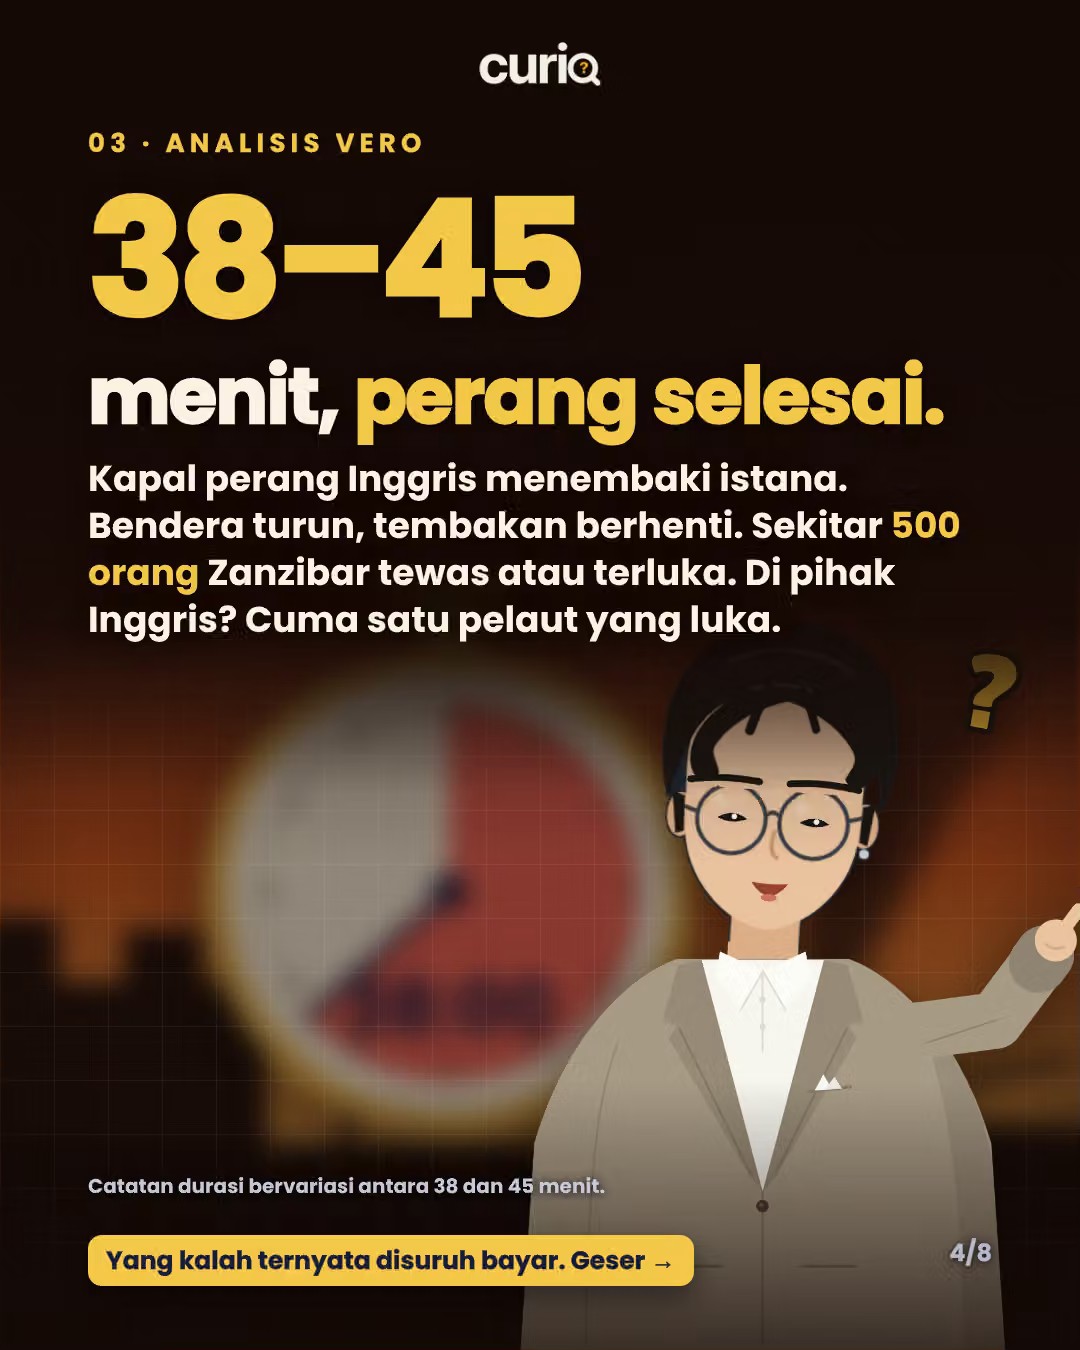 curiq
03 · ANALISIS VERO
38–45
menit, perang selesai.
Kapal perang Inggris menembaki istana.
Bendera turun, tembakan berhenti. Sekitar 500
orang Zanzibar tewas atau terluka. Di pihak
Inggris? Cuma satu pelaut yang luka.
?
Catatan durasi bervariasi antara 38 dan 45 menit.
Yang kalah ternyata disuruh bayar. Geser →
4/8